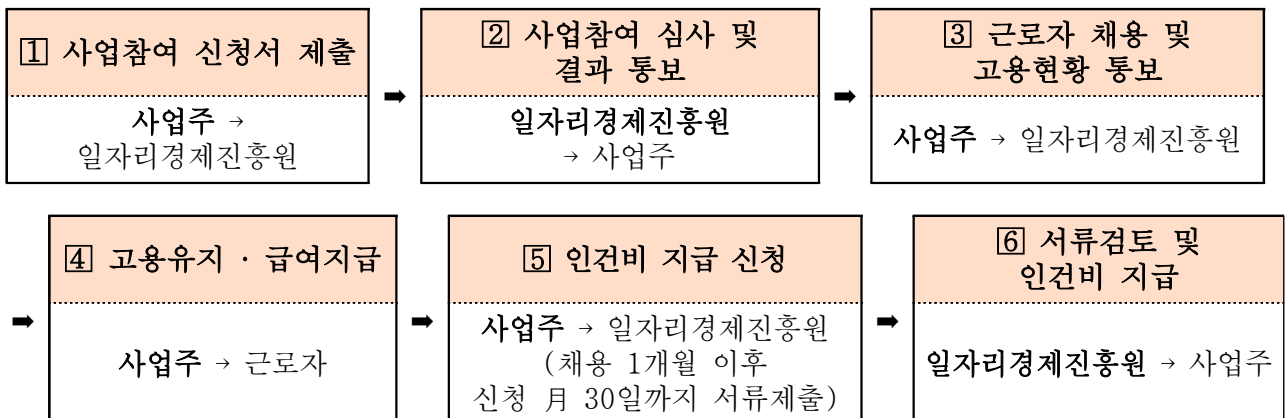 1 사업참여 신청서 제출
사업주 →
일자리경제진흥원
➡
2 사업참여 심사 및
결과 통보
일자리경제진흥원
→ 사업주
➡
3 근로자 채용 및
고용현황 통보
사업주 → 일자리경제진흥원
➡
4 고용유지 · 급여지급
사업주 → 근로자
➡
5 인건비 지급 신청
사업주 → 일자리경제진흥원
(채용 1개월 이후
신청 月 30일까지 서류제출)
➡
6 서류검토 및
인건비 지급
일자리경제진흥원 → 사업주